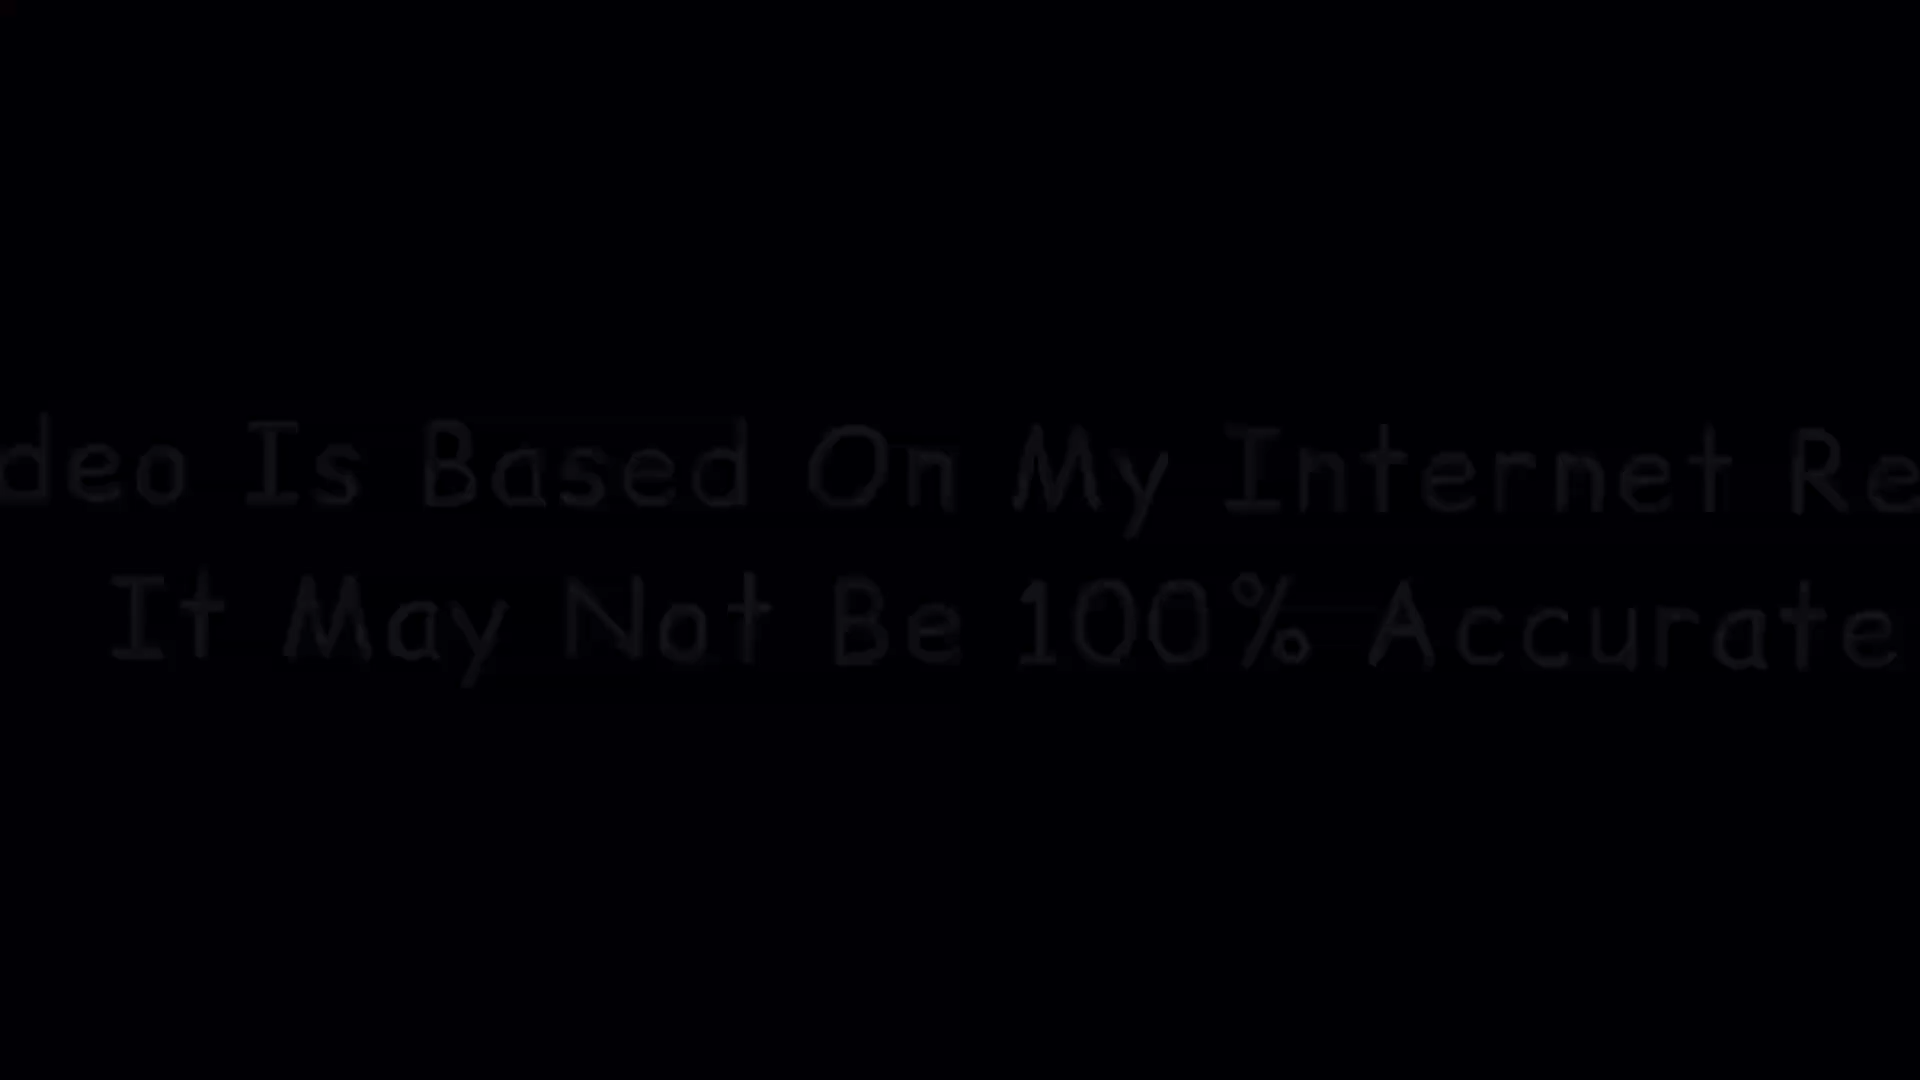 deo Is Based On My Internet Re
It May Not Be 100% Accurate